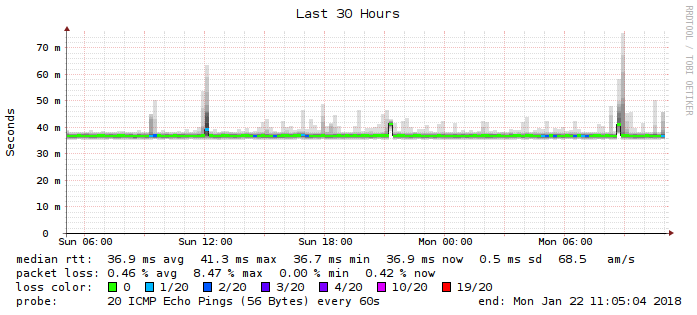 Last 30 Hours
RRDTOOL / TOBI OETIKER
Seconds
70 m
60 m
50 m
40 m
30 m
20 m
10 m
0
Sun 06:00 Sun 12:00 Sun 18:00 Mon 00:00 Mon 06:00
median rtt: 36.9 ms avg 41.3 ms max 36.7 ms min 36.9 ms now 0.5 ms sd 68.5 am/s
packet loss: 0.46 % avg 8.47 % max 0.00 % min 0.42 % now
loss color: 0 1/20 2/20 3/20 4/20 10/20 19/20
probe: 20 ICMP Echo Pings (56 Bytes) every 60s end: Mon Jan 22 11:05:04 2018